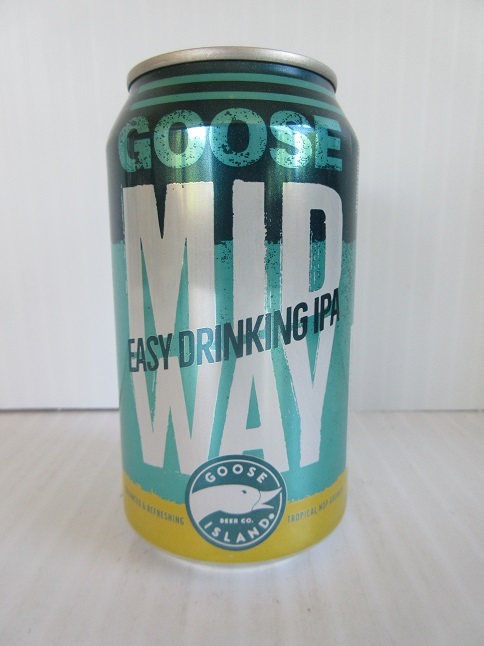 GOOSE
MID
EASY DRINKING IPA
WAY
GOOSE
BEER CO.
ISLAND
& REFRESHING
TROPICAL HOP